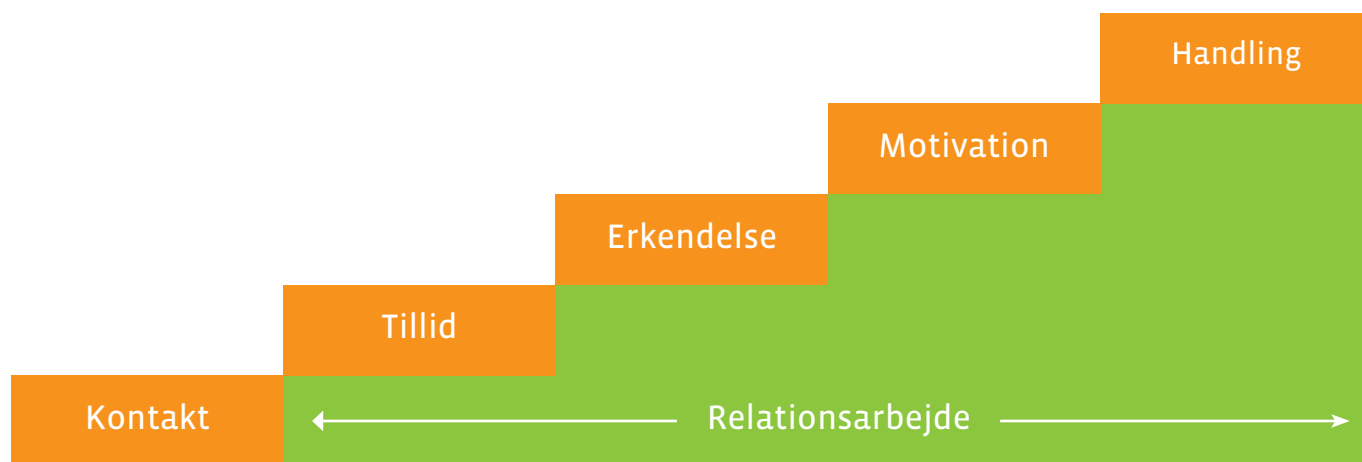 Handling
Motivation
Erkendelse
Tillid
Kontakt
Relationsarbejde